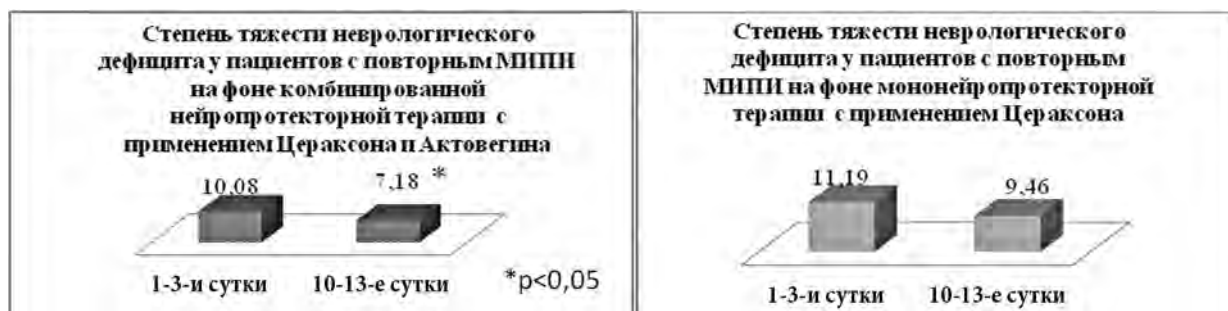 Степень тяжести неврологического
дефицита у пациентов с повторным МИПИ
на фоне комбинированной
нейропротекторной терапии с
применением Цераксона и Актовегина
10,08
7,18 *
1-3-и сутки
10-13-е сутки
*p<0,05
Степень тяжести неврологического
дефицита у пациентов с повторным
МИПИ на фоне мононейропротекторной
терапии с применением Цераксона
11,19
9,46
1-3-и сутки
10-13-е сутки